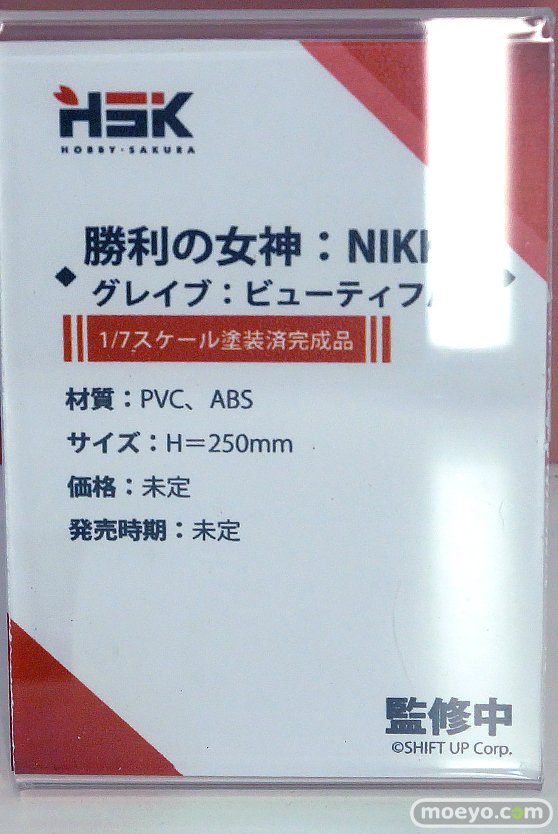 HSK
HOBBY·SAKURA
勝利の女神：NIK
グレイブ：ビューティフ
1/7スケール塗装済完成品
材質：PVC、ABS
サイズ：H＝250mm
価格：未定
発売時期：未定
監修中
©SHIFT UP Corp.
moeyo.com